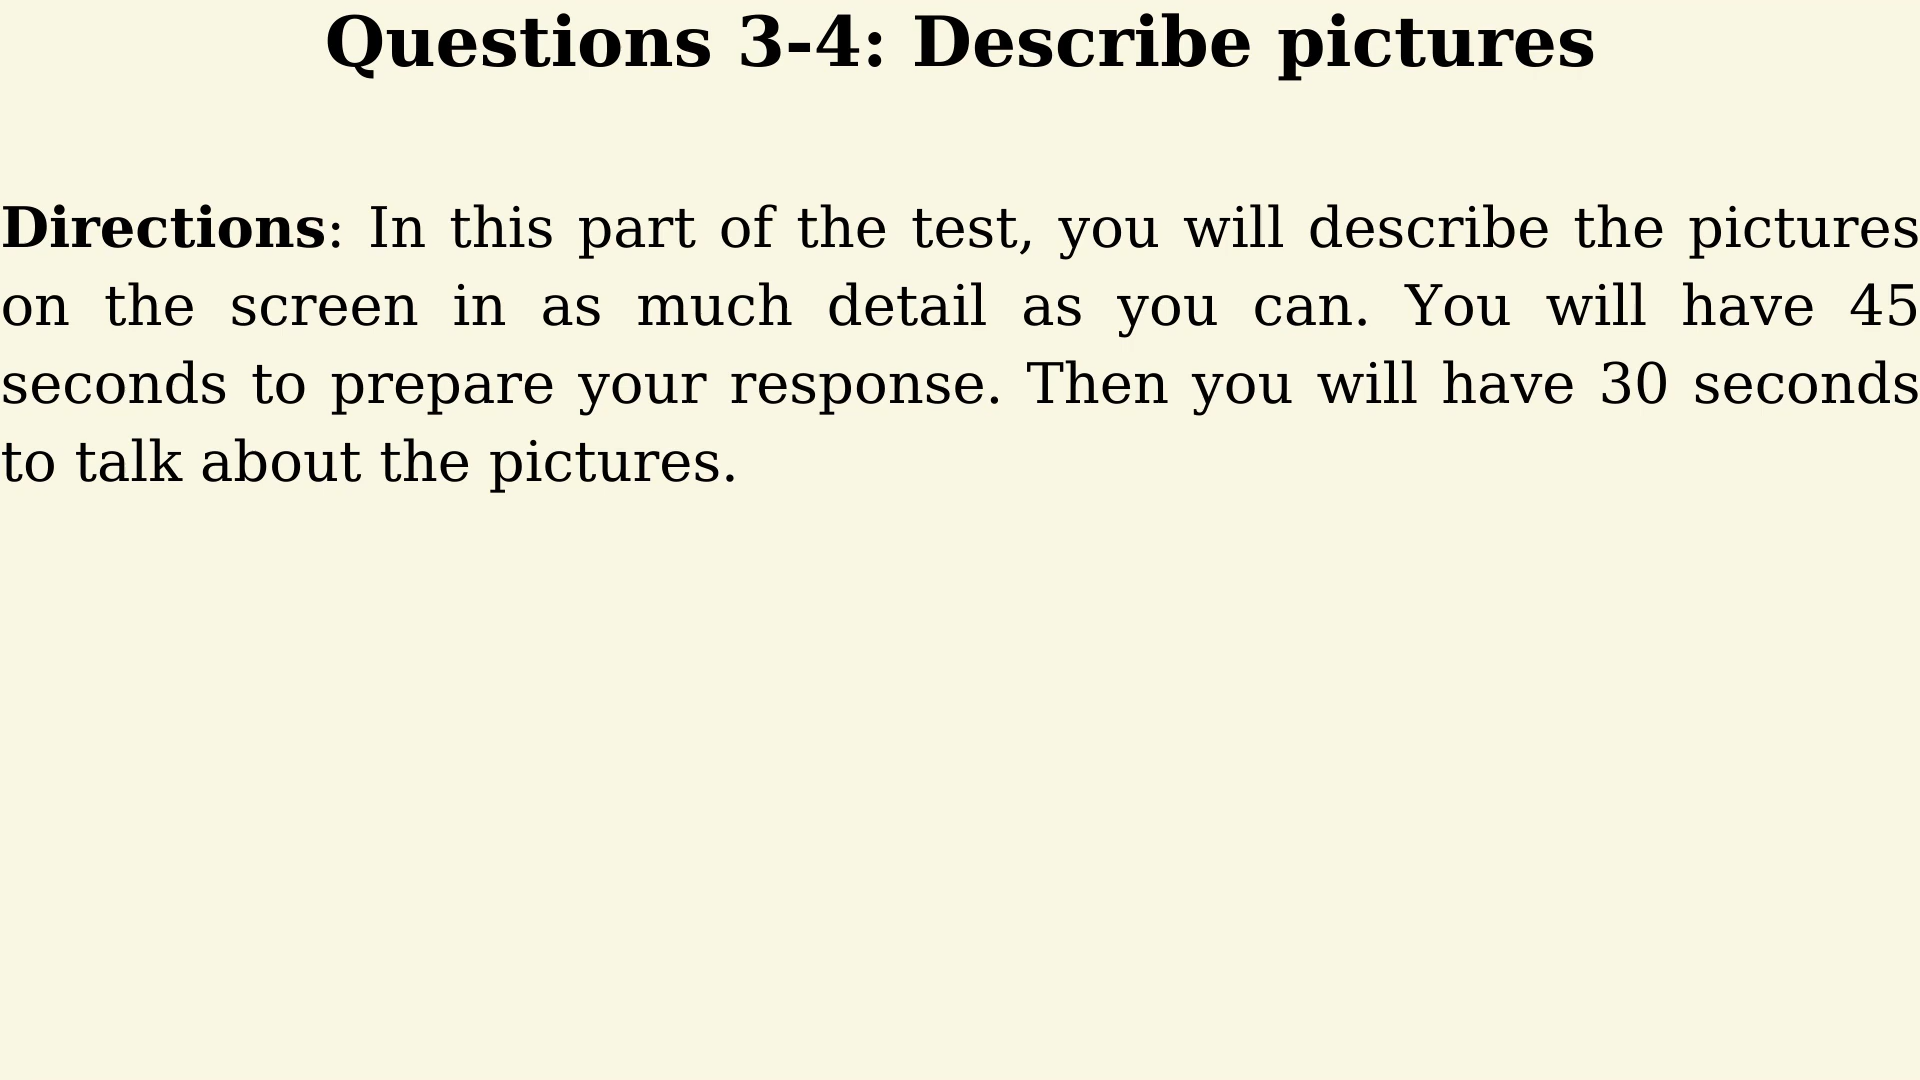 Questions 3-4: Describe pictures
Directions: In this part of the test, you will describe the pictures
on the screen in as much detail as you can. You will have 45
seconds to prepare your response. Then you will have 30 seconds
to talk about the pictures.